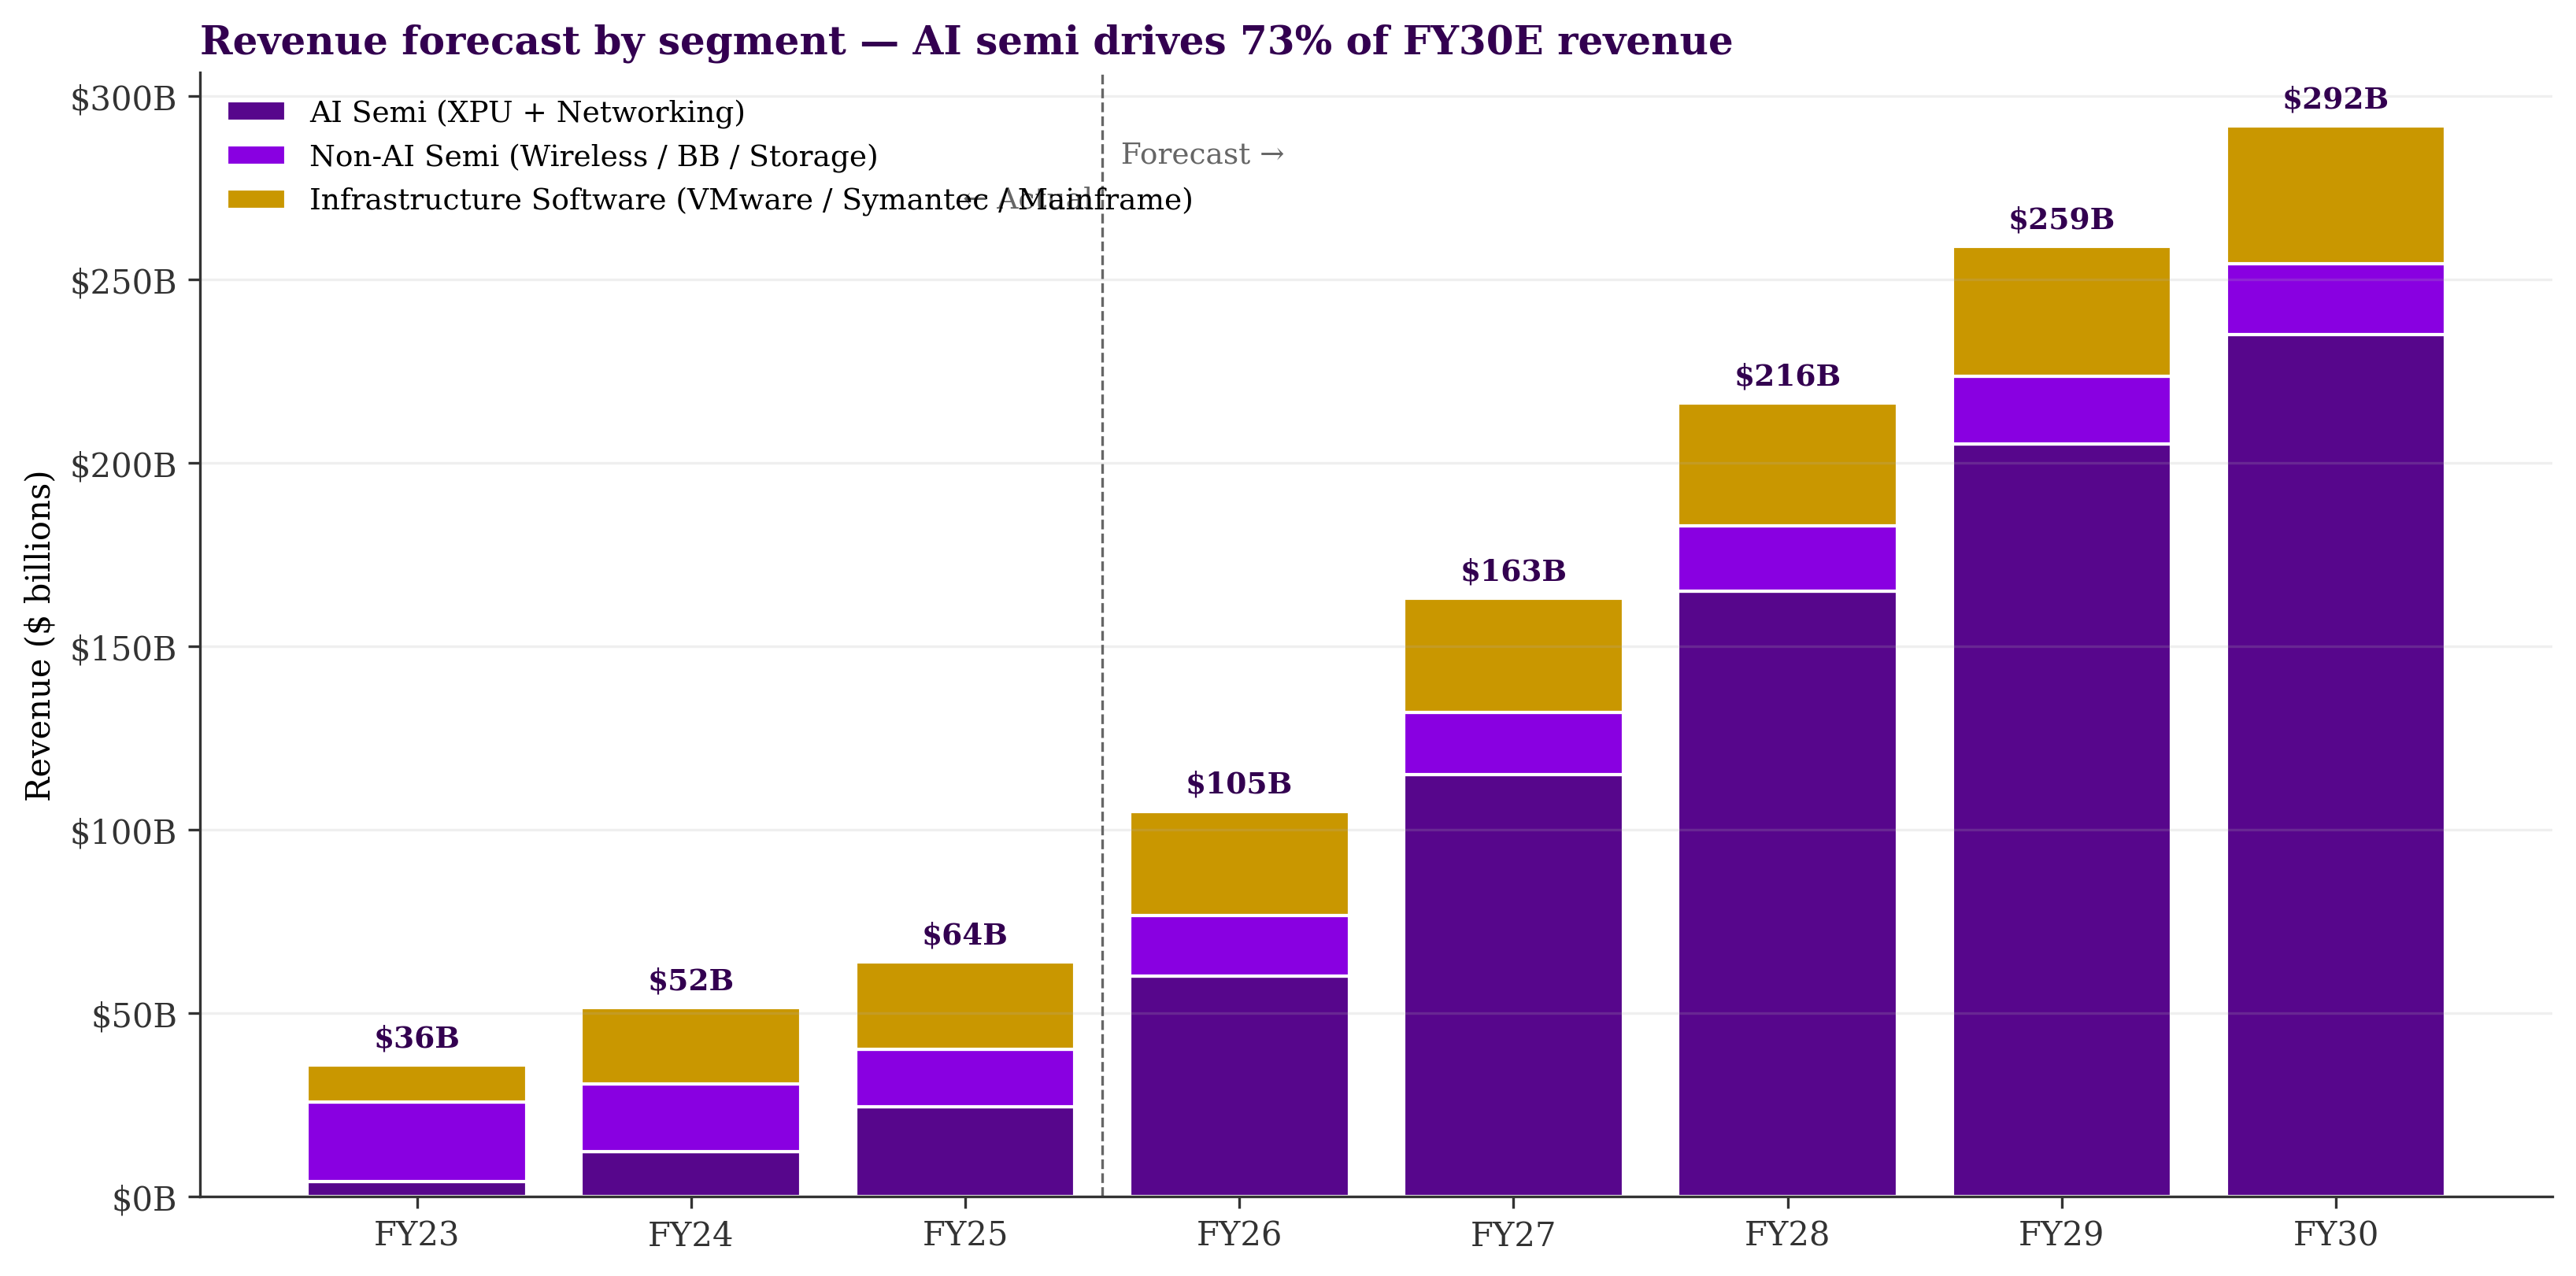 Revenue forecast by segment — AI semi drives 73% of FY30E revenue
AI Semi (XPU + Networking)
Non-AI Semi (Wireless / BB / Storage)
Infrastructure Software (VMware / Symantec / Mainframe)
← Actual
Forecast →
Revenue ($ billions)
$300B
$250B
$200B
$150B
$100B
$50B
$0B
$36B
$52B
$64B
$105B
$163B
$216B
$259B
$292B
FY23
FY24
FY25
FY26
FY27
FY28
FY29
FY30